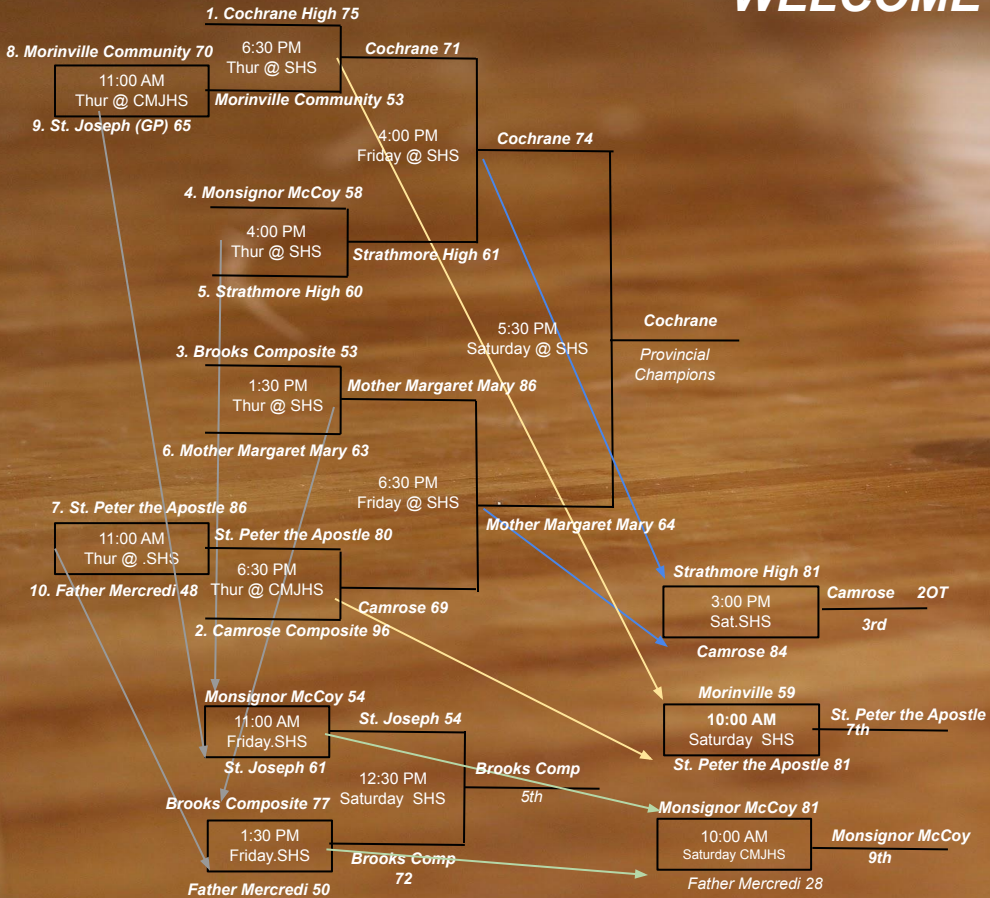 WELCOME
1. Cochrane High 75
6:30 PM
Thur @ SHS
Cochrane 71
8. Morinville Community 70
11:00 AM
Thur @ CMJHS
Morinville Community 53
9. St. Joseph (GP) 65
4:00 PM
Friday @ SHS
Cochrane 74
4. Monsignor McCoy 58
4:00 PM
Thur @ SHS
Strathmore High 61
5. Strathmore High 60
5:30 PM
Saturday @ SHS
Cochrane
Provincial
Champions
3. Brooks Composite 53
1:30 PM
Thur @ SHS
Mother Margaret Mary 86
6. Mother Margaret Mary 63
6:30 PM
Friday @ SHS
Mother Margaret Mary 64
7. St. Peter the Apostle 86
11:00 AM
Thur @ .SHS
St. Peter the Apostle 80
10. Father Mercredi 48
6:30 PM
Thur @ CMJHS
Camrose 69
2. Camrose Composite 96
Strathmore High 81
3:00 PM
Sat.SHS
Camrose 2OT
3rd
Camrose 84
Monsignor McCoy 54
11:00 AM
Friday.SHS
St. Joseph 54
St. Joseph 61
Morinville 59
10:00 AM
Saturday SHS
St. Peter the Apostle
7th
St. Peter the Apostle 81
12:30 PM
Saturday SHS
Brooks Comp
5th
Brooks Composite 77
1:30 PM
Friday.SHS
Brooks Comp
72
Father Mercredi 50
Monsignor McCoy 81
10:00 AM
Saturday CMJHS
Monsignor McCoy
9th
Father Mercredi 28